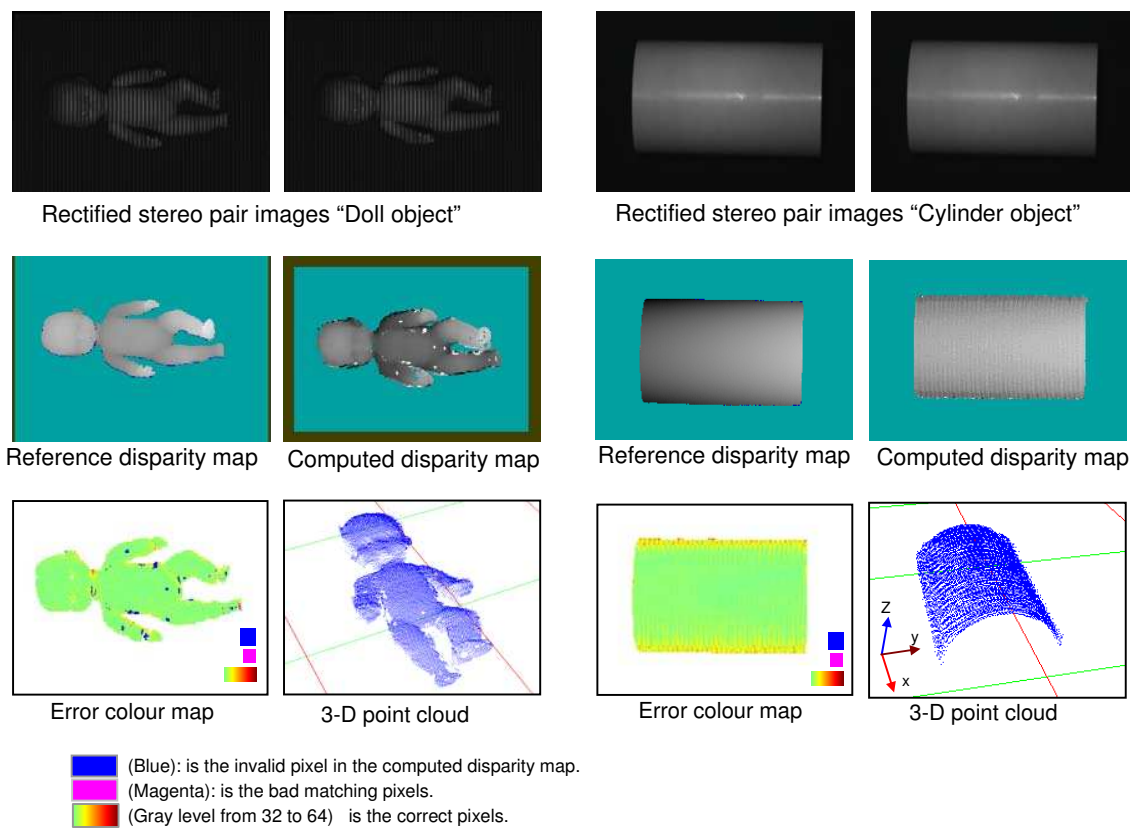 Rectified stereo pair images “Doll object”
Rectified stereo pair images “Cylinder object”
Reference disparity map
Computed disparity map
Reference disparity map
Computed disparity map
Z
y
x
Error colour map
3-D point cloud
Error colour map
3-D point cloud
(Blue): is the invalid pixel in the computed disparity map.
(Magenta): is the bad matching pixels.
(Gray level from 32 to 64) is the correct pixels.